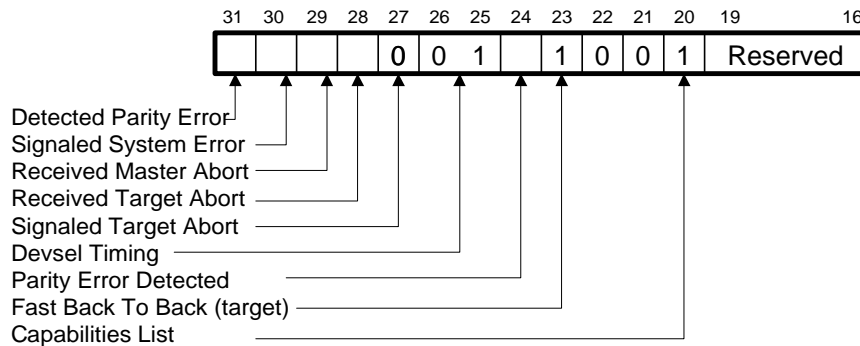 31 30 29 28 27 26 25 24 23 22 21 20 19 16
0 0 1 1 0 0 1 Reserved
Detected Parity Error
Signaled System Error
Received Master Abort
Received Target Abort
Signaled Target Abort
Devsel Timing
Parity Error Detected
Fast Back To Back (target)
Capabilities List